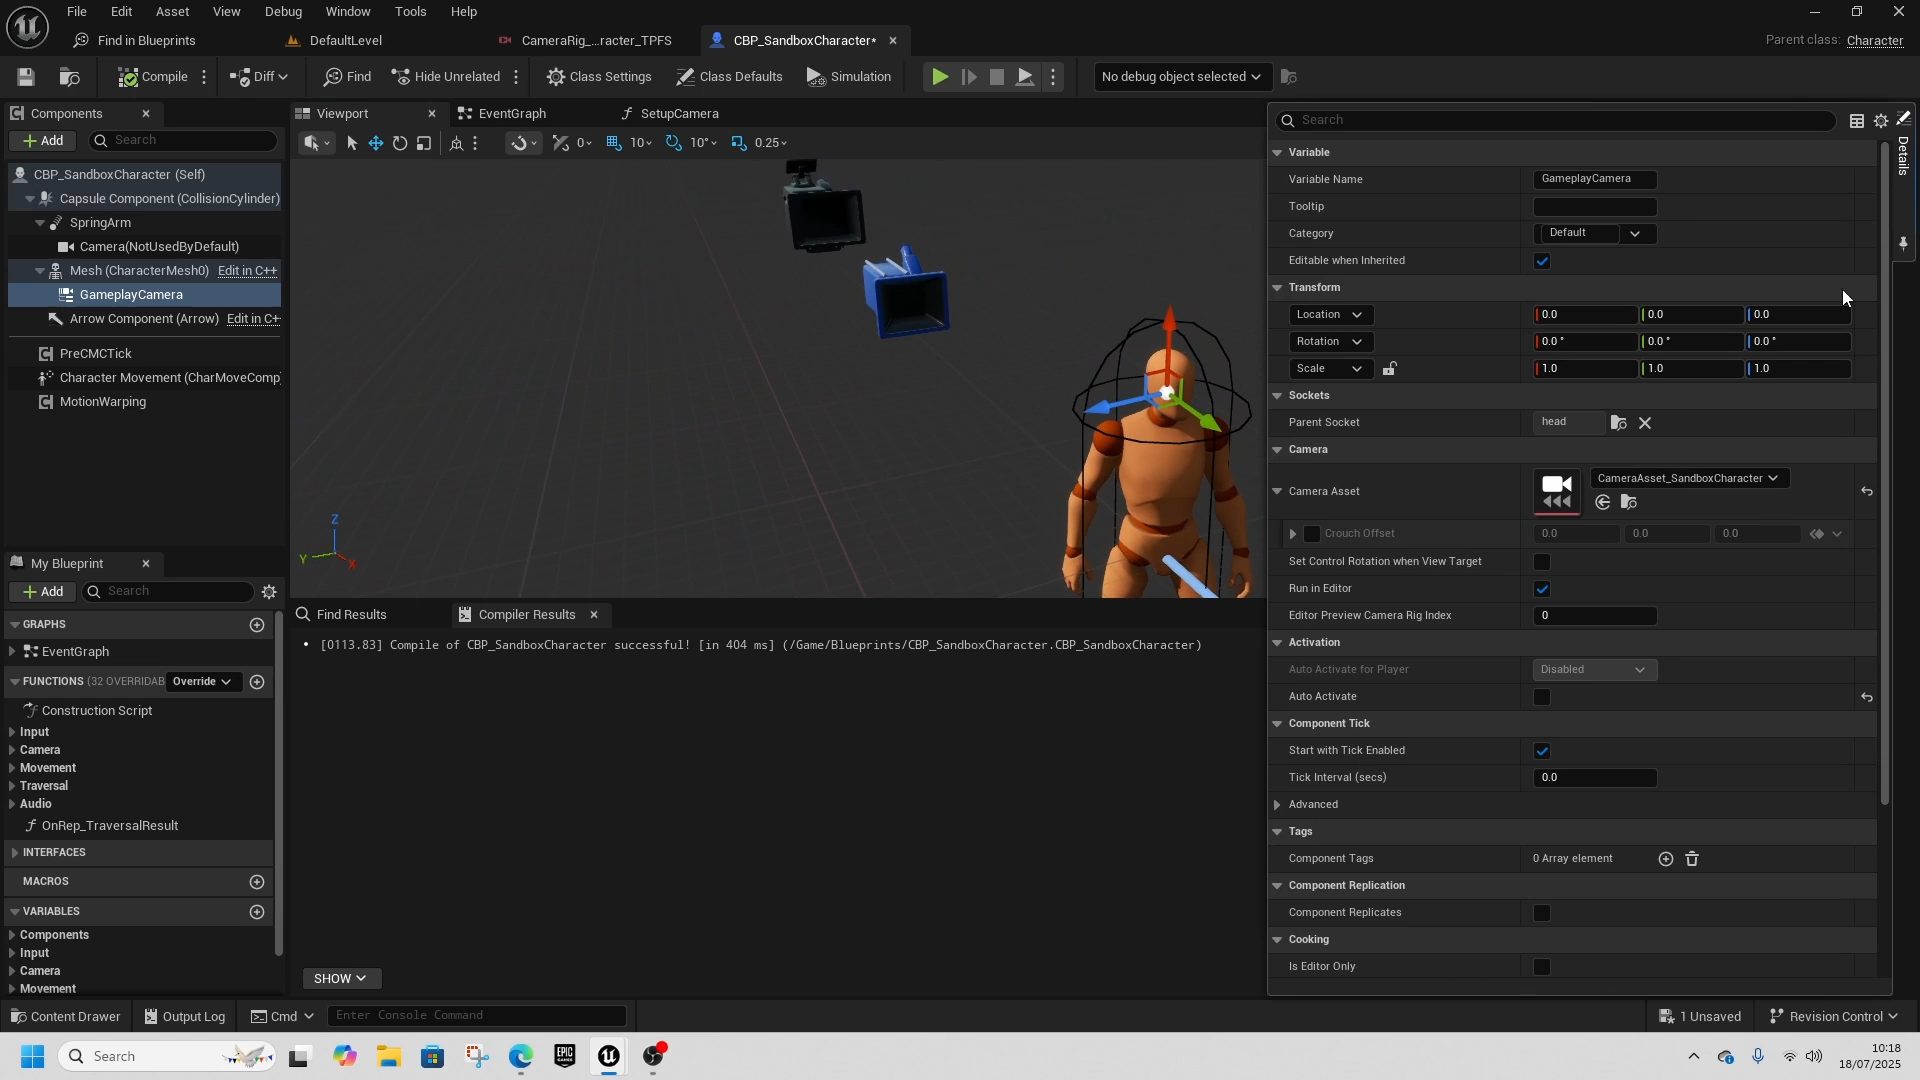 File Edit Asset View Debug Window Tools Help
Find in Blueprints DefaultLevel CameraRig_...racter_TPFS CBP_SandboxCharacter* Parent class: Character
Compile Diff Find Hide Unrelated Class Settings Class Defaults Simulation No debug object selected
Components Viewport EventGraph SetupCamera
Add Search 0 10 10° 0.25
CBP_SandboxCharacter (Self)
Capsule Component (CollisionCylinder)
SpringArm
Camera(NotUsedByDefault)
Mesh (CharacterMesh0) Edit in C++
GameplayCamera
Arrow Component (Arrow) Edit in C+
PreCMCTick
Character Movement (CharMoveComp
MotionWarping
My Blueprint
Add Search
GRAPHS
EventGraph
FUNCTIONS (32 OVERRIDAB Override
Construction Script
Input
Camera
Movement
Traversal
Audio
OnRep_TraversalResult
INTERFACES
MACROS
VARIABLES
Components
Input
Camera
Movement
Z
Y
X
Find Results Compiler Results
[0113.83] Compile of CBP_SandboxCharacter successful! [in 404 ms] (/Game/Blueprints/CBP_SandboxCharacter.CBP_SandboxCharacter)
SHOW
Search
Details
Variable
Variable Name GameplayCamera
Tooltip
Category Default
Editable when Inherited
Transform
Location 0.0 0.0 0.0
Rotation 0.0 ° 0.0 ° 0.0 °
Scale 1.0 1.0 1.0
Sockets
Parent Socket head
Camera
Camera Asset CameraAsset_SandboxCharacter
Crouch Offset 0.0 0.0 0.0
Set Control Rotation when View Target
Run in Editor
Editor Preview Camera Rig Index 0
Activation
Auto Activate for Player Disabled
Auto Activate
Component Tick
Start with Tick Enabled
Tick Interval (secs) 0.0
Advanced
Tags
Component Tags 0 Array element
Component Replication
Component Replicates
Cooking
Is Editor Only
Content Drawer Output Log Cmd Enter Console Command 1 Unsaved Revision Control
Search EPIC GAMES 10:18
18/07/2025